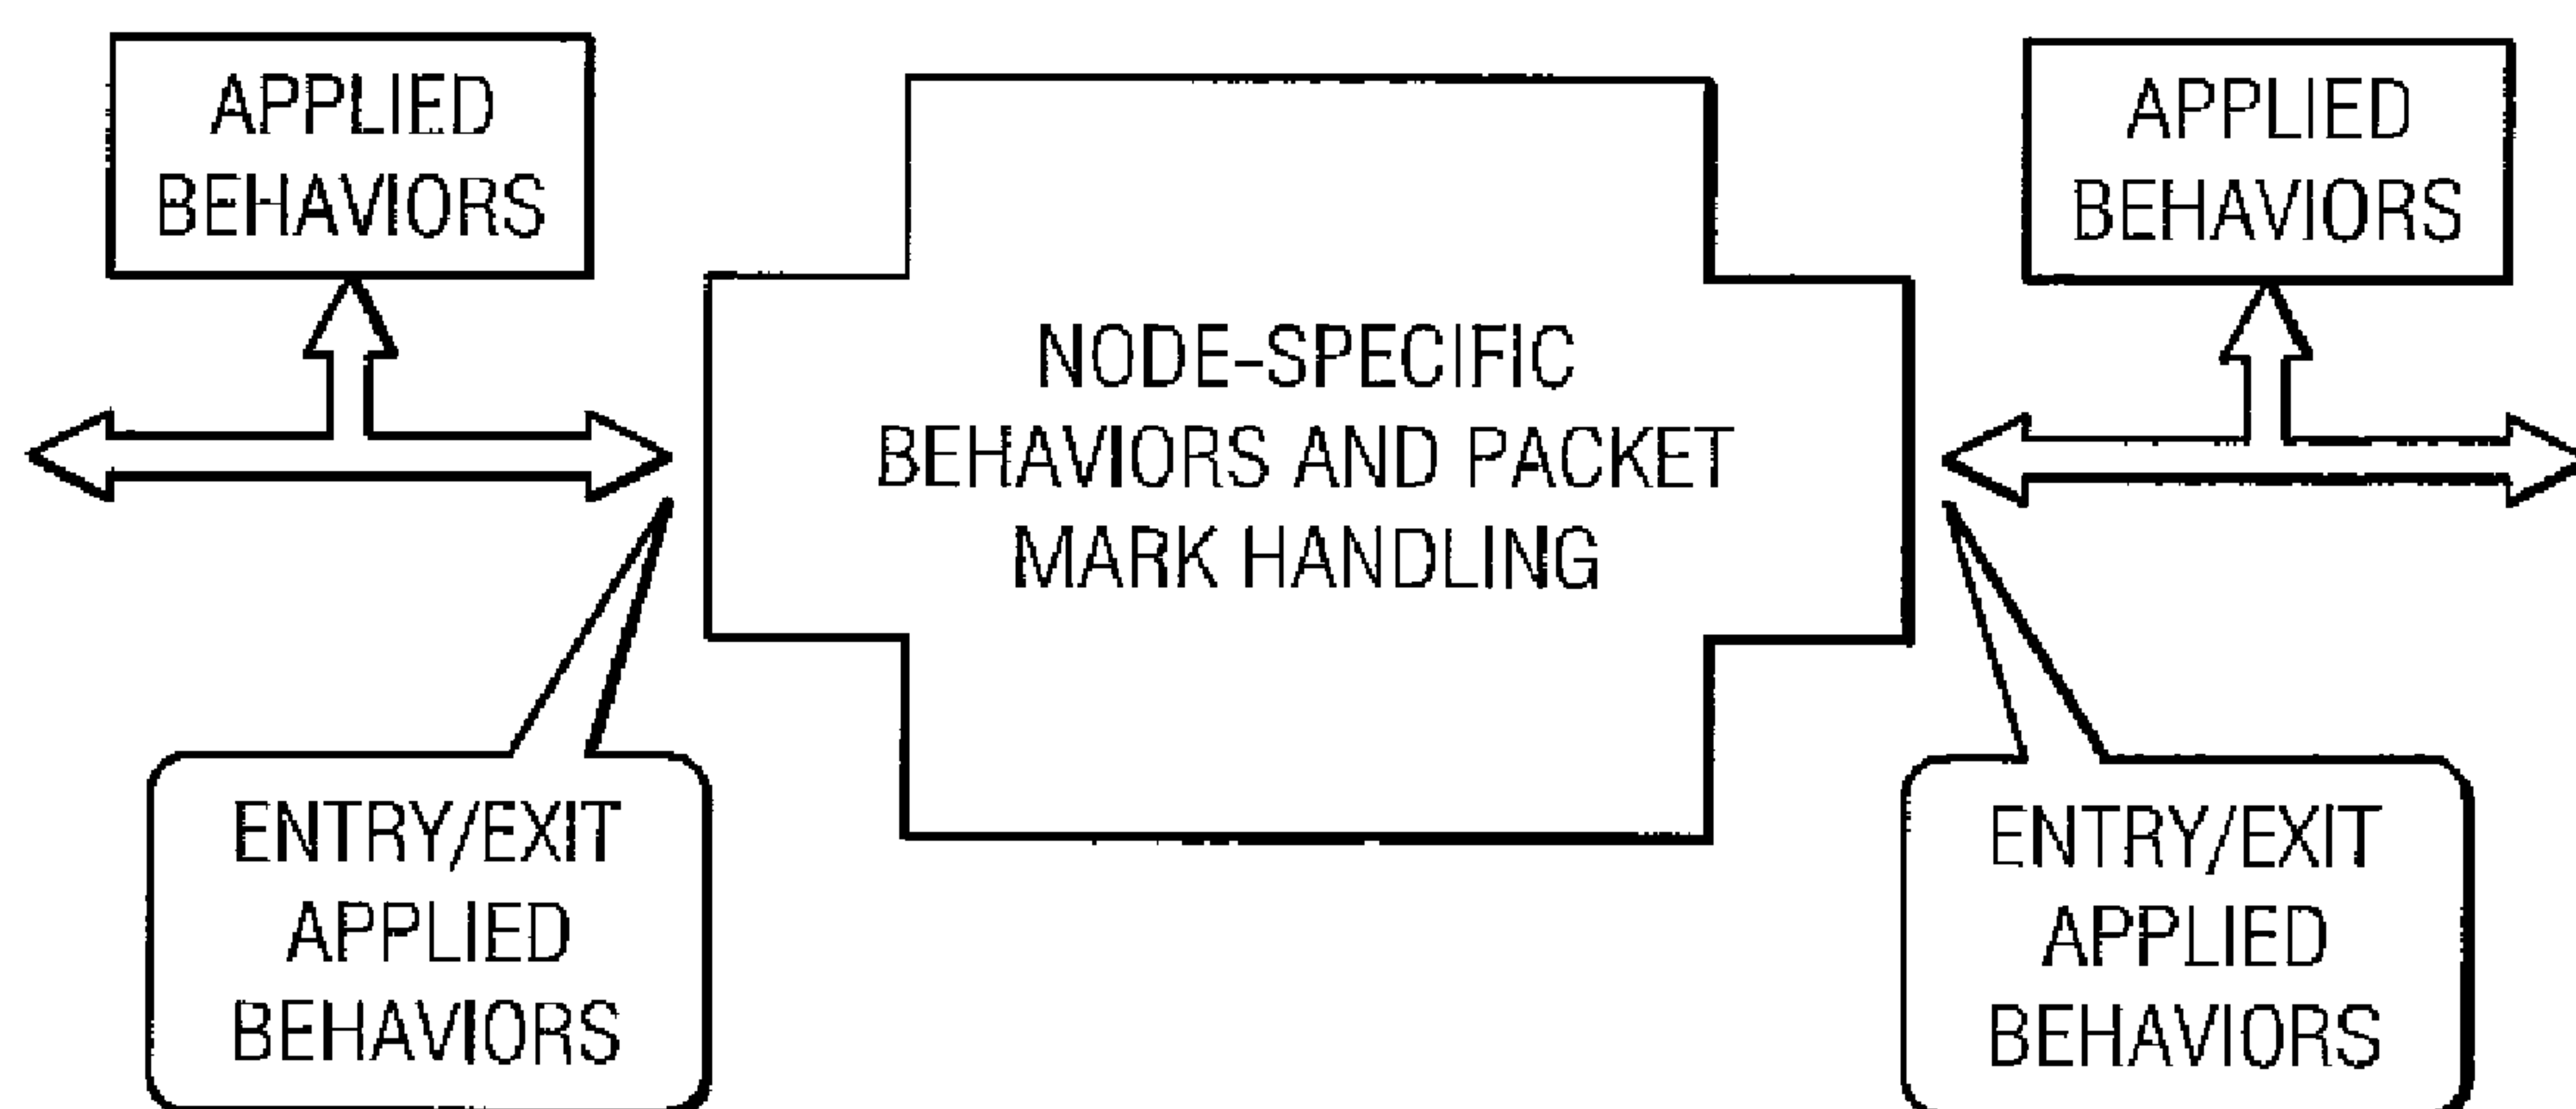 APPLIED
BEHAVIORS
APPLIED
BEHAVIORS
NODE-SPECIFIC
BEHAVIORS AND PACKET
MARK HANDLING
ENTRY/EXIT
APPLIED
BEHAVIORS
ENTRY/EXIT
APPLIED
BEHAVIORS